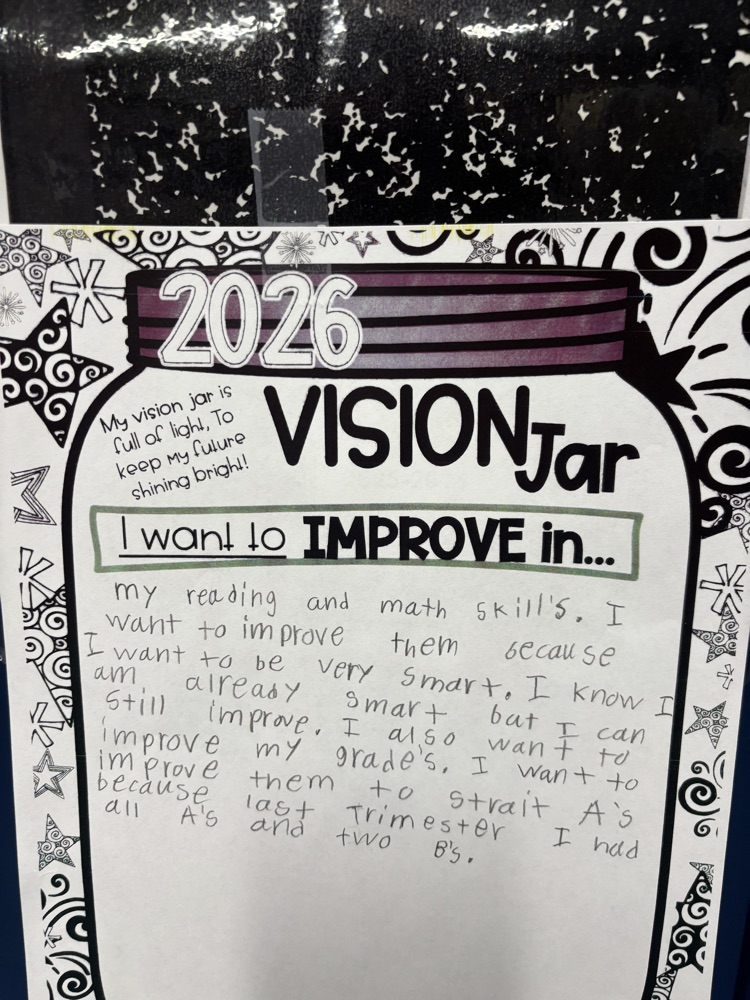 2026
My vision jar is
full of light, To
keep My future
shining bright!
VISION Jar
I want to IMPROVE in...
my reading and math skill's. I
want to improve them because
I want to be very smart. I know I
am already smart but I can
still improve. I also want to
improve my grade's. I want to
improve them to strait A's
because last Trimester I had
all A's and two B's.